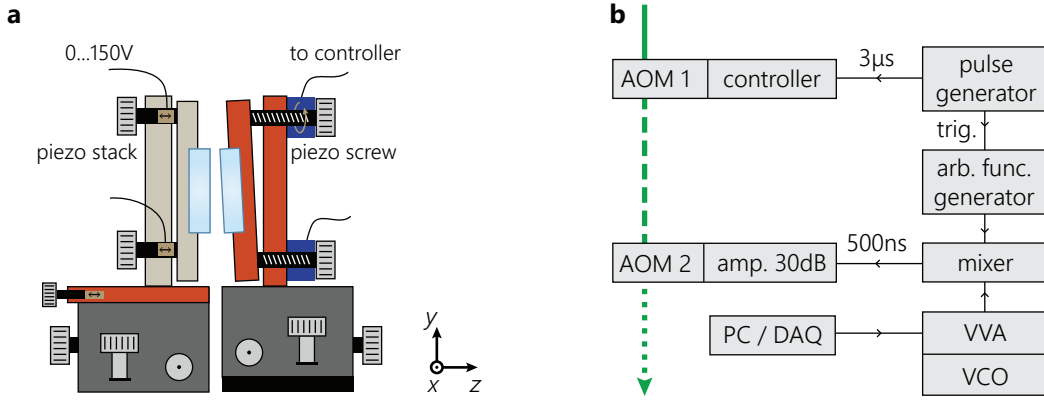 a
0...150V
to controller
piezo stack
piezo screw
y
x
z
b
AOM 1
controller
3µs
pulse
generator
trig.
arb. func.
generator
500ns
AOM 2
amp. 30dB
mixer
PC / DAQ
VVA
VCO